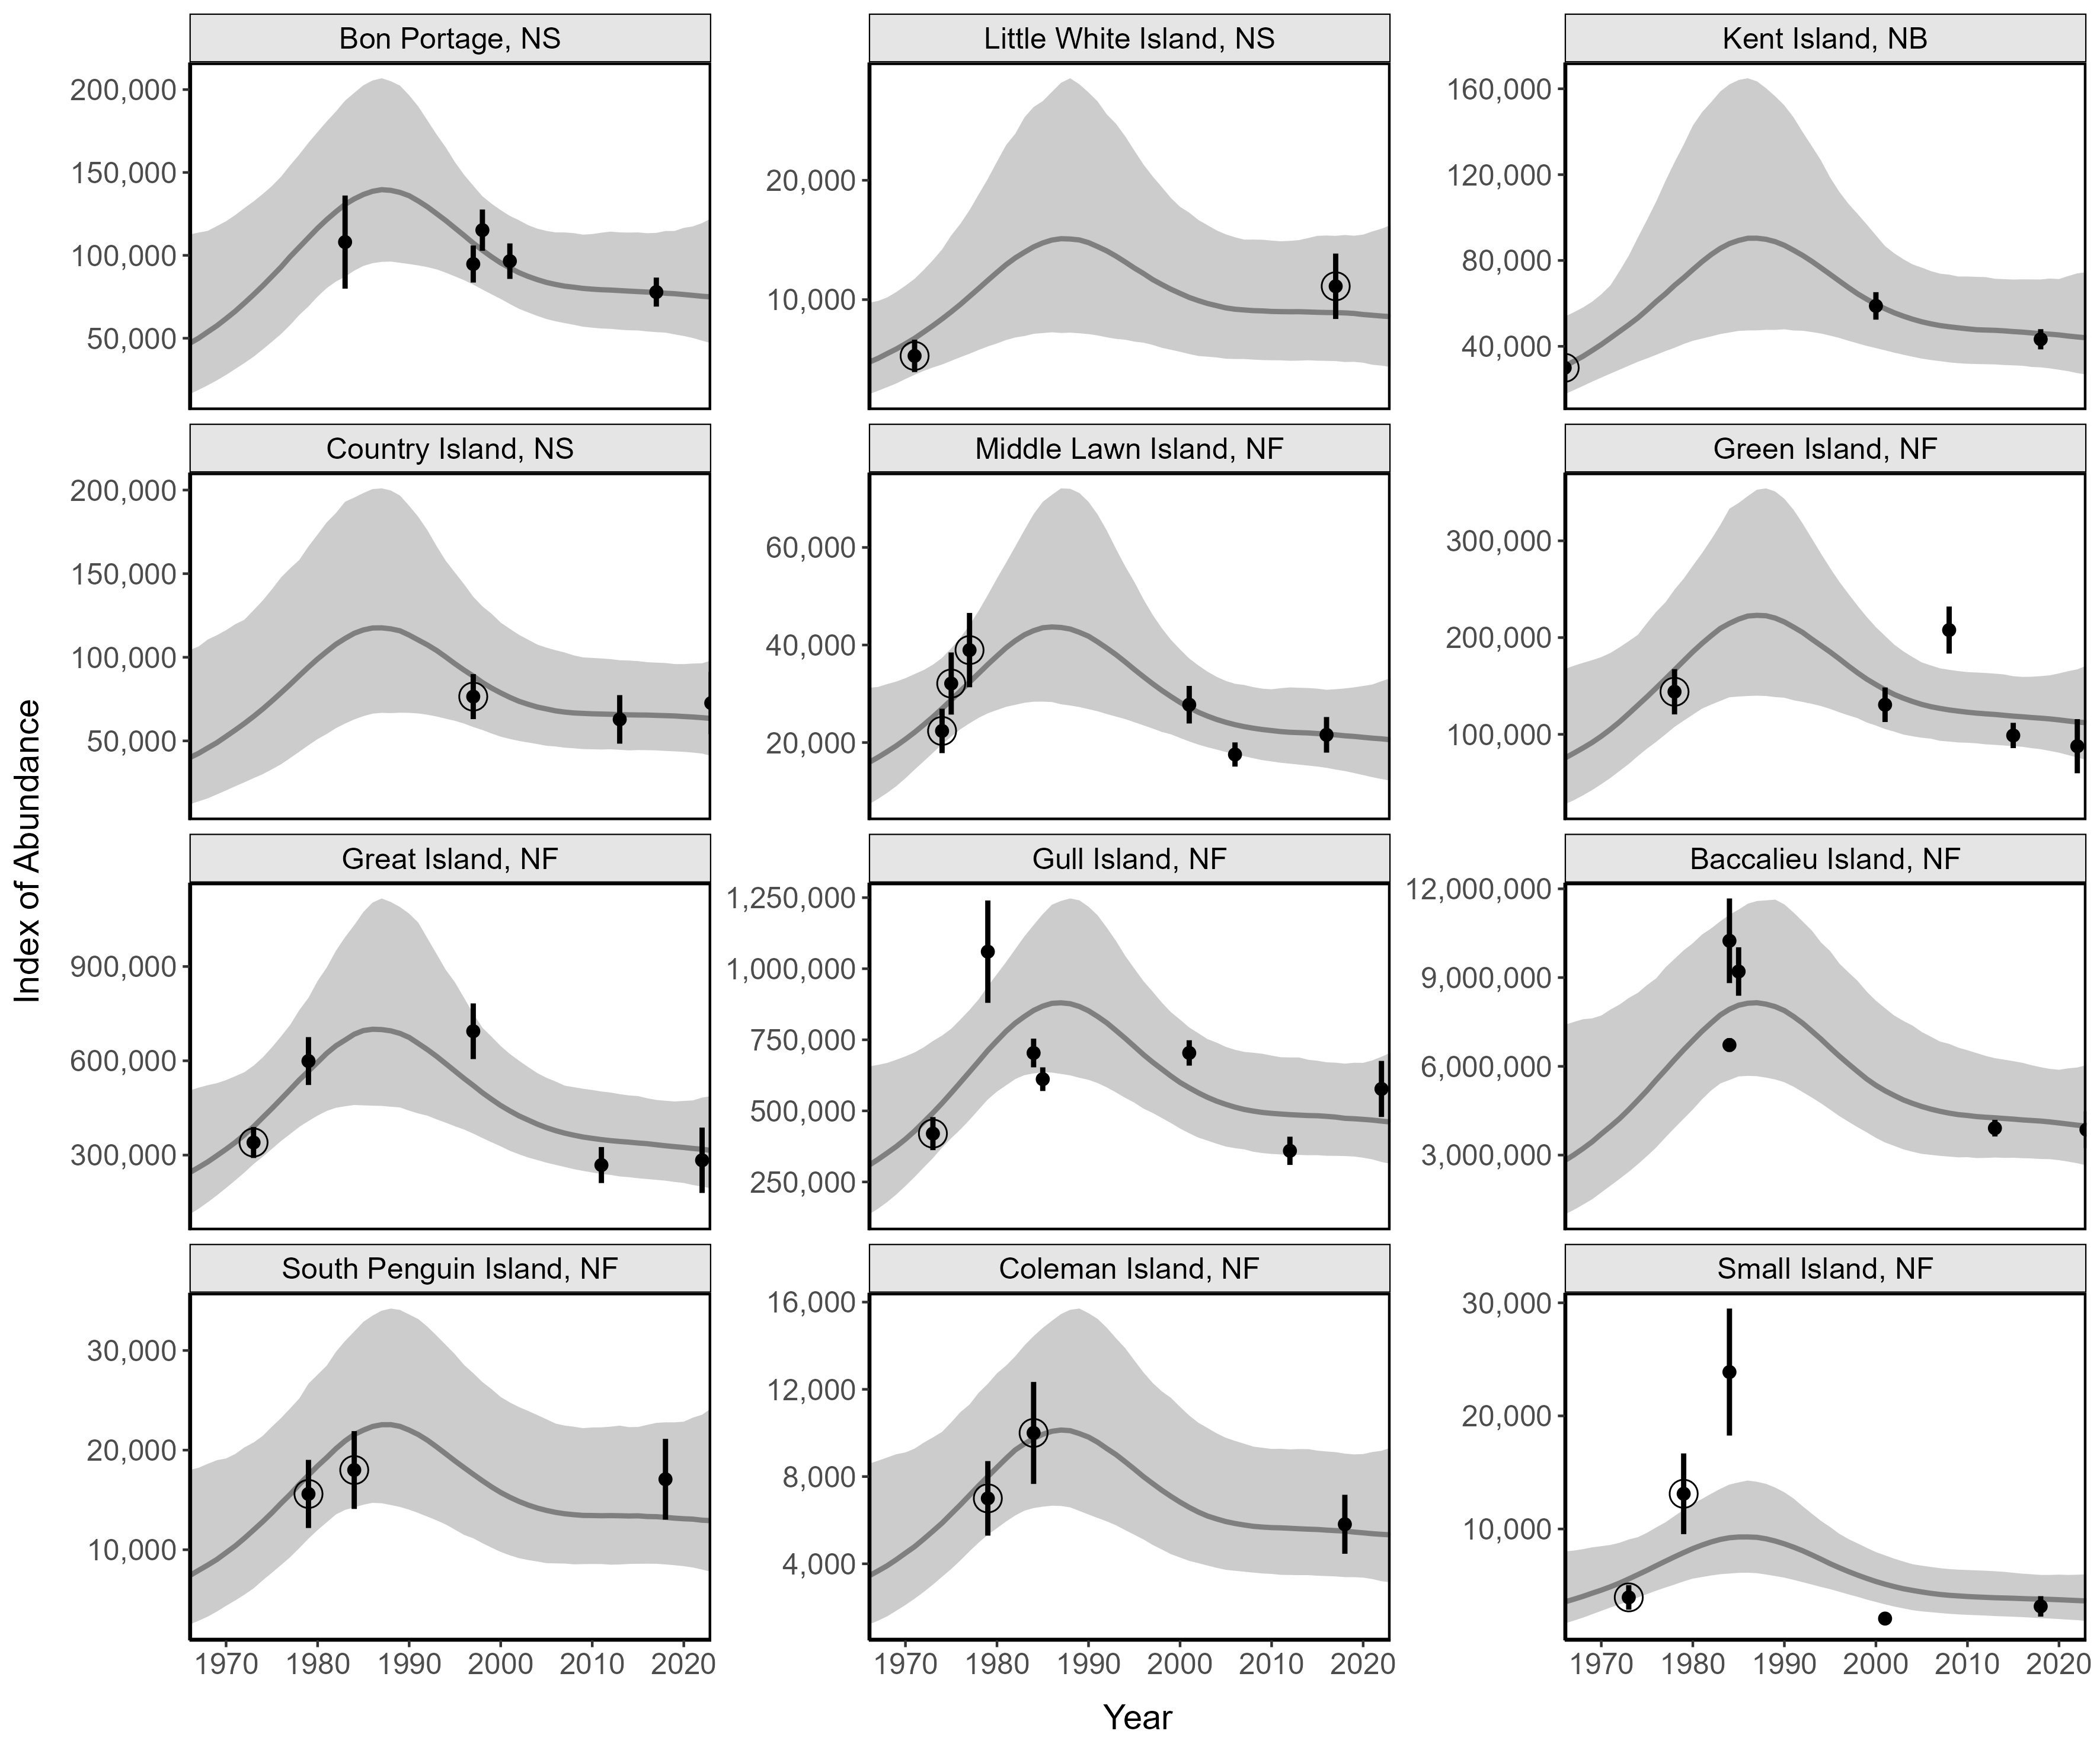 Bon Portage, NS
Little White Island, NS
Kent Island, NB
200,000
150,000
100,000
50,000
20,000
10,000
160,000
120,000
80,000
40,000
Country Island, NS
Middle Lawn Island, NF
Green Island, NF
200,000
150,000
100,000
50,000
60,000
40,000
20,000
300,000
200,000
100,000
Index of Abundance
Great Island, NF
Gull Island, NF
Baccalieu Island, NF
900,000
600,000
300,000
1,250,000
1,000,000
750,000
500,000
250,000
12,000,000
9,000,000
6,000,000
3,000,000
South Penguin Island, NF
Coleman Island, NF
Small Island, NF
30,000
20,000
10,000
16,000
12,000
8,000
4,000
30,000
20,000
10,000
1970 1980 1990 2000 2010 2020
1970 1980 1990 2000 2010 2020
1970 1980 1990 2000 2010 2020
Year